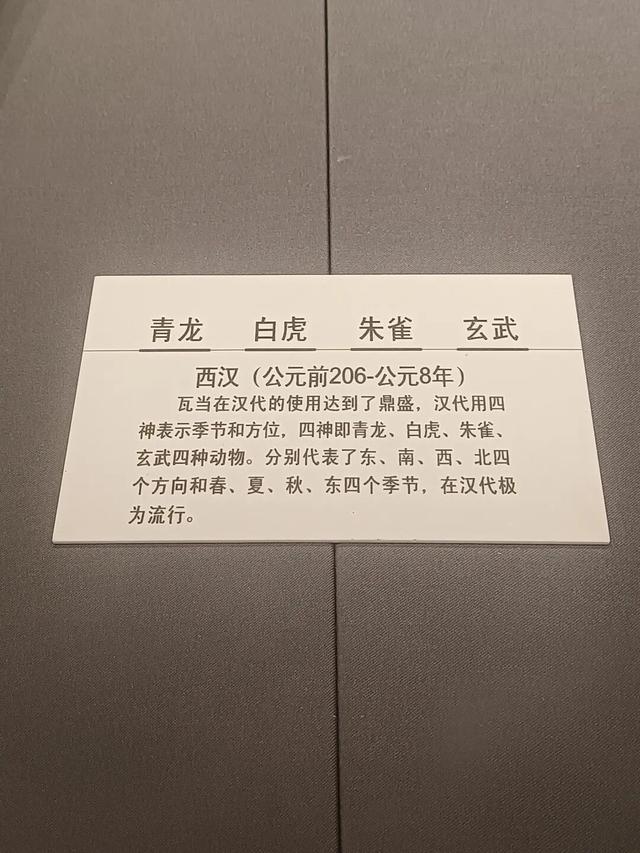 青龙 白虎 朱雀 玄武
西汉（公元前206-公元8年）
瓦当在汉代的使用达到了鼎盛，汉代用四
神表示季节和方位，四神即青龙、白虎、朱雀、
玄武四种动物。分别代表了东、南、西、北四
个方向和春、夏、秋、东四个季节，在汉代极
为流行。